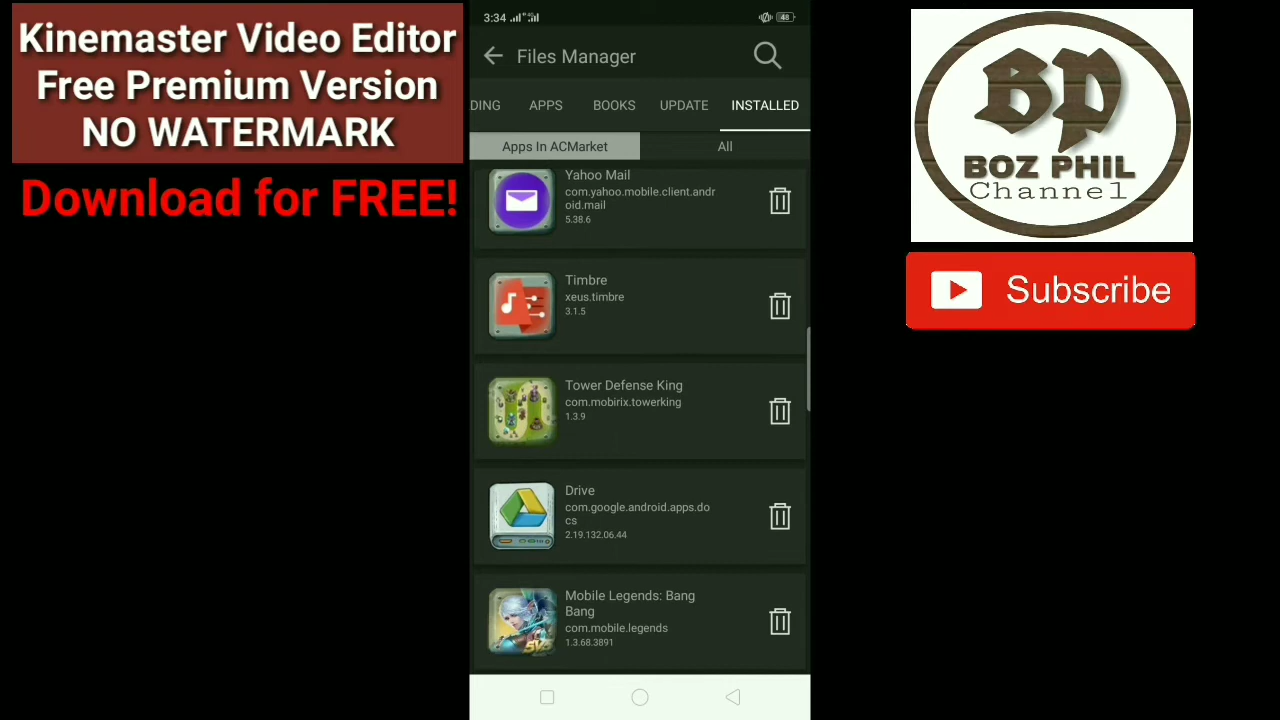 Kinemaster Video Editor
Free Premium Version
NO WATERMARK
Download for FREE!
3:34
48
Files Manager
DING APPS BOOKS UPDATE INSTALLED
Apps In ACMarket All
Yahoo Mail
com.yahoo.mobile.client.andr
oid.mail
5.38.6
Timbre
xeus.timbre
3.1.5
Tower Defense King
com.mobirix.towerking
1.3.9
Drive
com.google.android.apps.do
cs
2.19.132.06.44
Mobile Legends: Bang
Bang
com.mobile.legends
1.3.68.3891
BP
BOZ PHIL
Channel
Subscribe